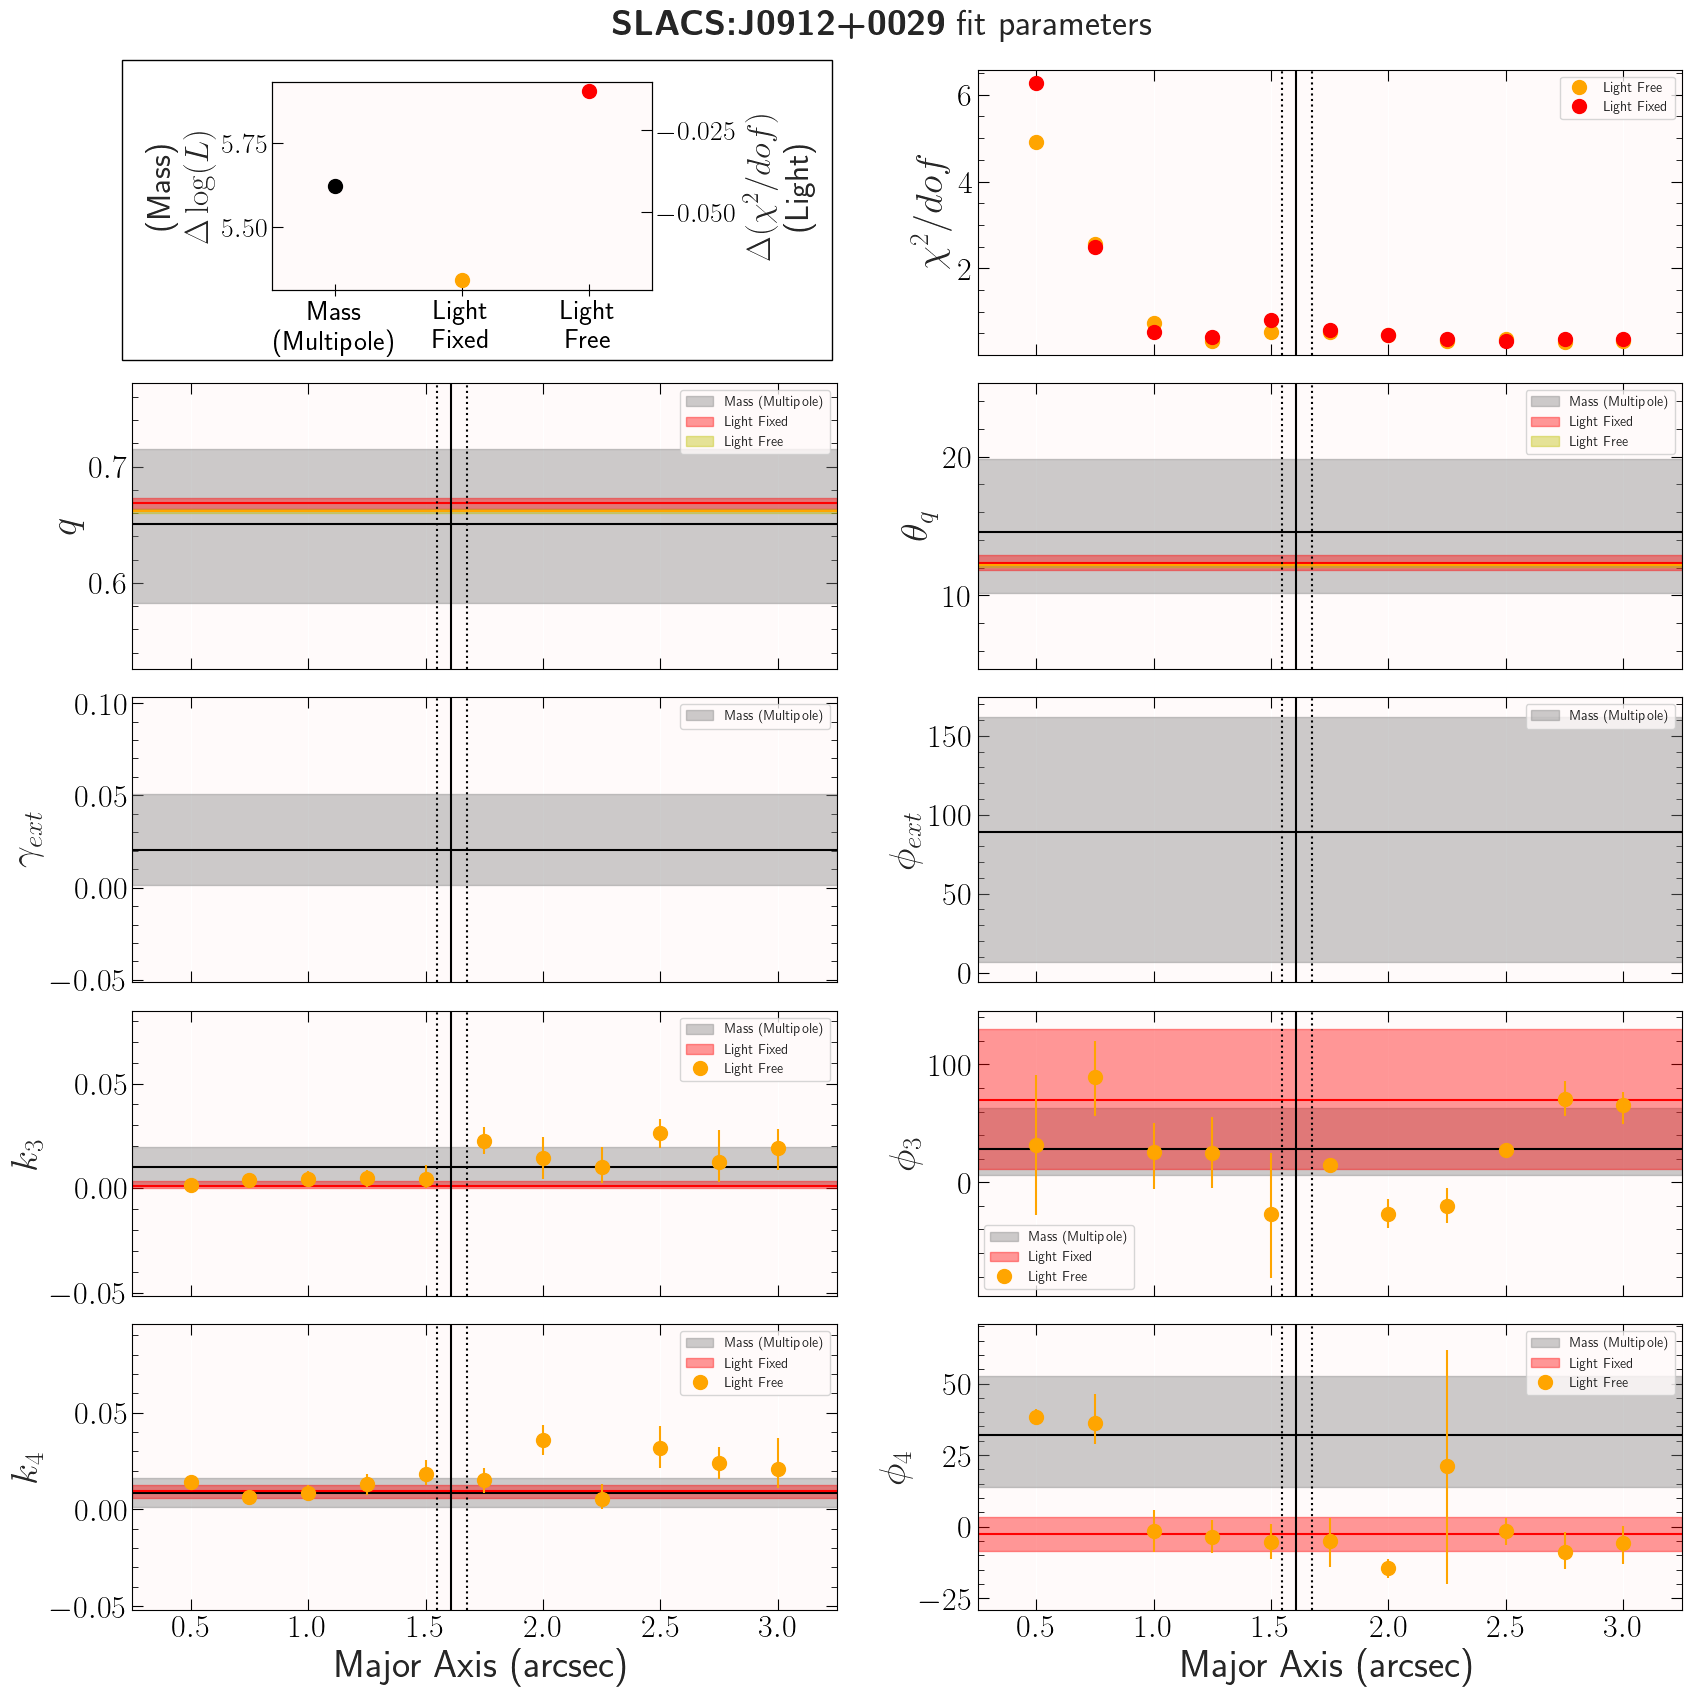 SLACS:J0912+0029 fit parameters
(Mass)
Δ log(L)
5.75
5.50
−0.025
−0.050
Δ(χ²/dof)
(Light)
Mass
(Multipole)
Light
Fixed
Light
Free
χ²/dof
6
4
2
Light Free
Light Fixed
q
0.7
0.6
Mass (Multipole)
Light Fixed
Light Free
θ_q
20
10
Mass (Multipole)
Light Fixed
Light Free
γ_ext
0.10
0.05
0.00
−0.05
Mass (Multipole)
ϕ_ext
150
100
50
0
Mass (Multipole)
k₃
0.05
0.00
−0.05
Mass (Multipole)
Light Fixed
Light Free
ϕ₃
100
0
Mass (Multipole)
Light Fixed
Light Free
k₄
0.05
0.00
−0.05
Mass (Multipole)
Light Fixed
Light Free
0.5 1.0 1.5 2.0 2.5 3.0
Major Axis (arcsec)
ϕ₄
50
25
0
−25
Mass (Multipole)
Light Fixed
Light Free
0.5 1.0 1.5 2.0 2.5 3.0
Major Axis (arcsec)